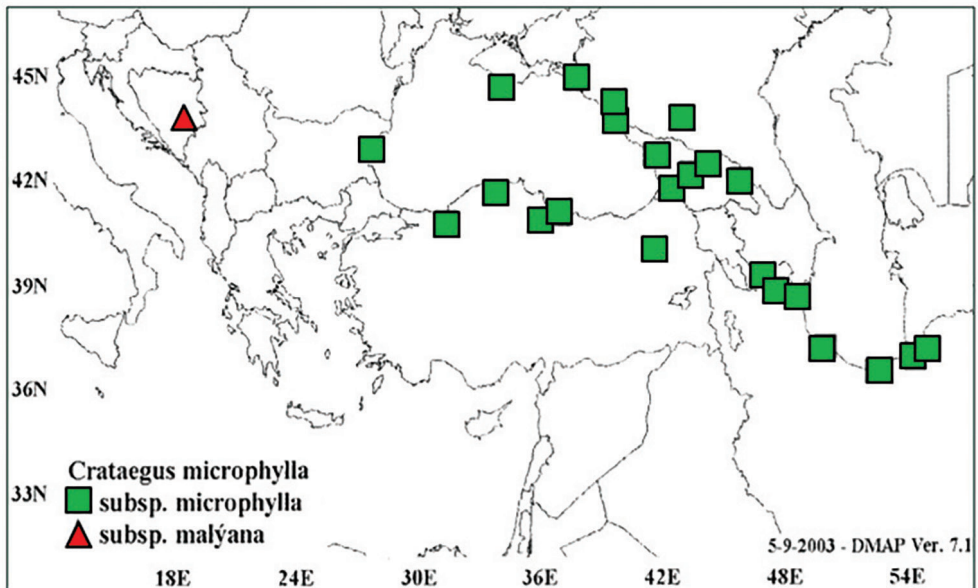 45N
42N
39N
36N
33N
Crataegus microphylla
subsp. microphylla
subsp. malýana
5-9-2003 - DMAP Ver. 7.1
18E 24E 30E 36E 42E 48E 54E